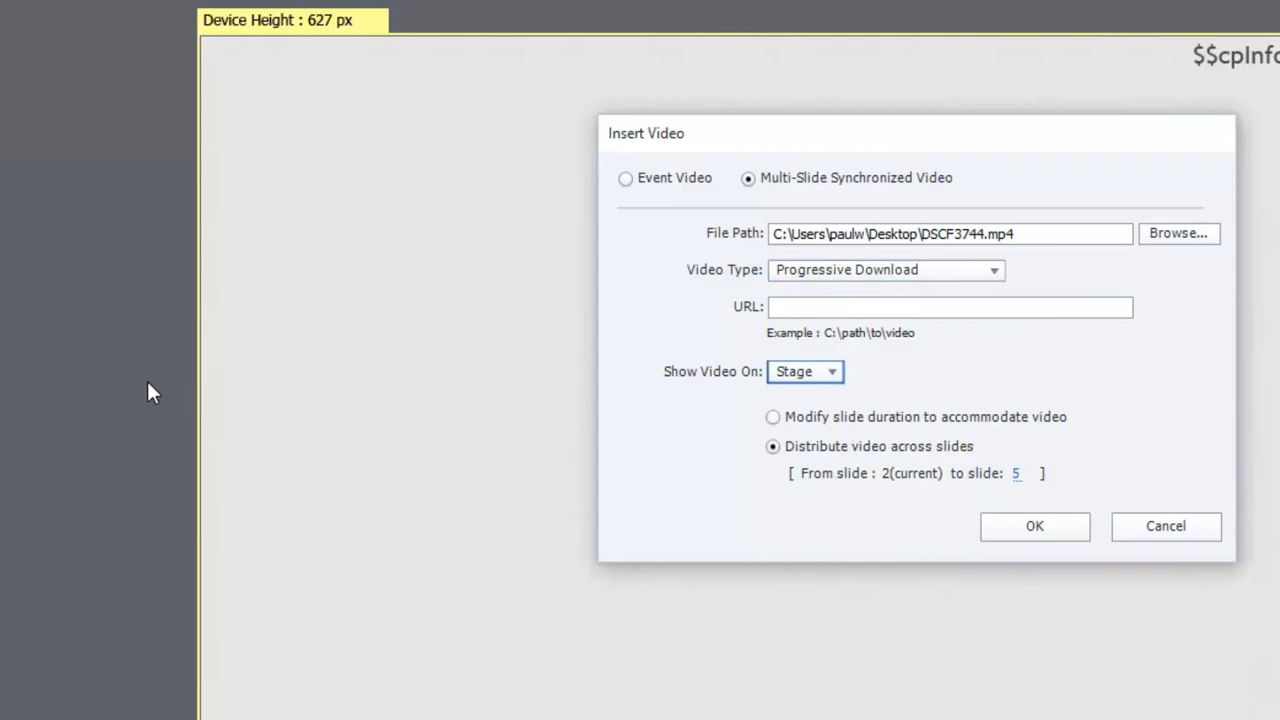 Device Height : 627 px
$$cpInfo
Insert Video
Event Video
Multi-Slide Synchronized Video
File Path: C:\Users\paulw\Desktop\DSCF3744.mp4 Browse...
Video Type: Progressive Download
URL:
Example : C:\path\to\video
Show Video On: Stage
Modify slide duration to accommodate video
Distribute video across slides
[ From slide : 2(current) to slide: 5 ]
OK Cancel